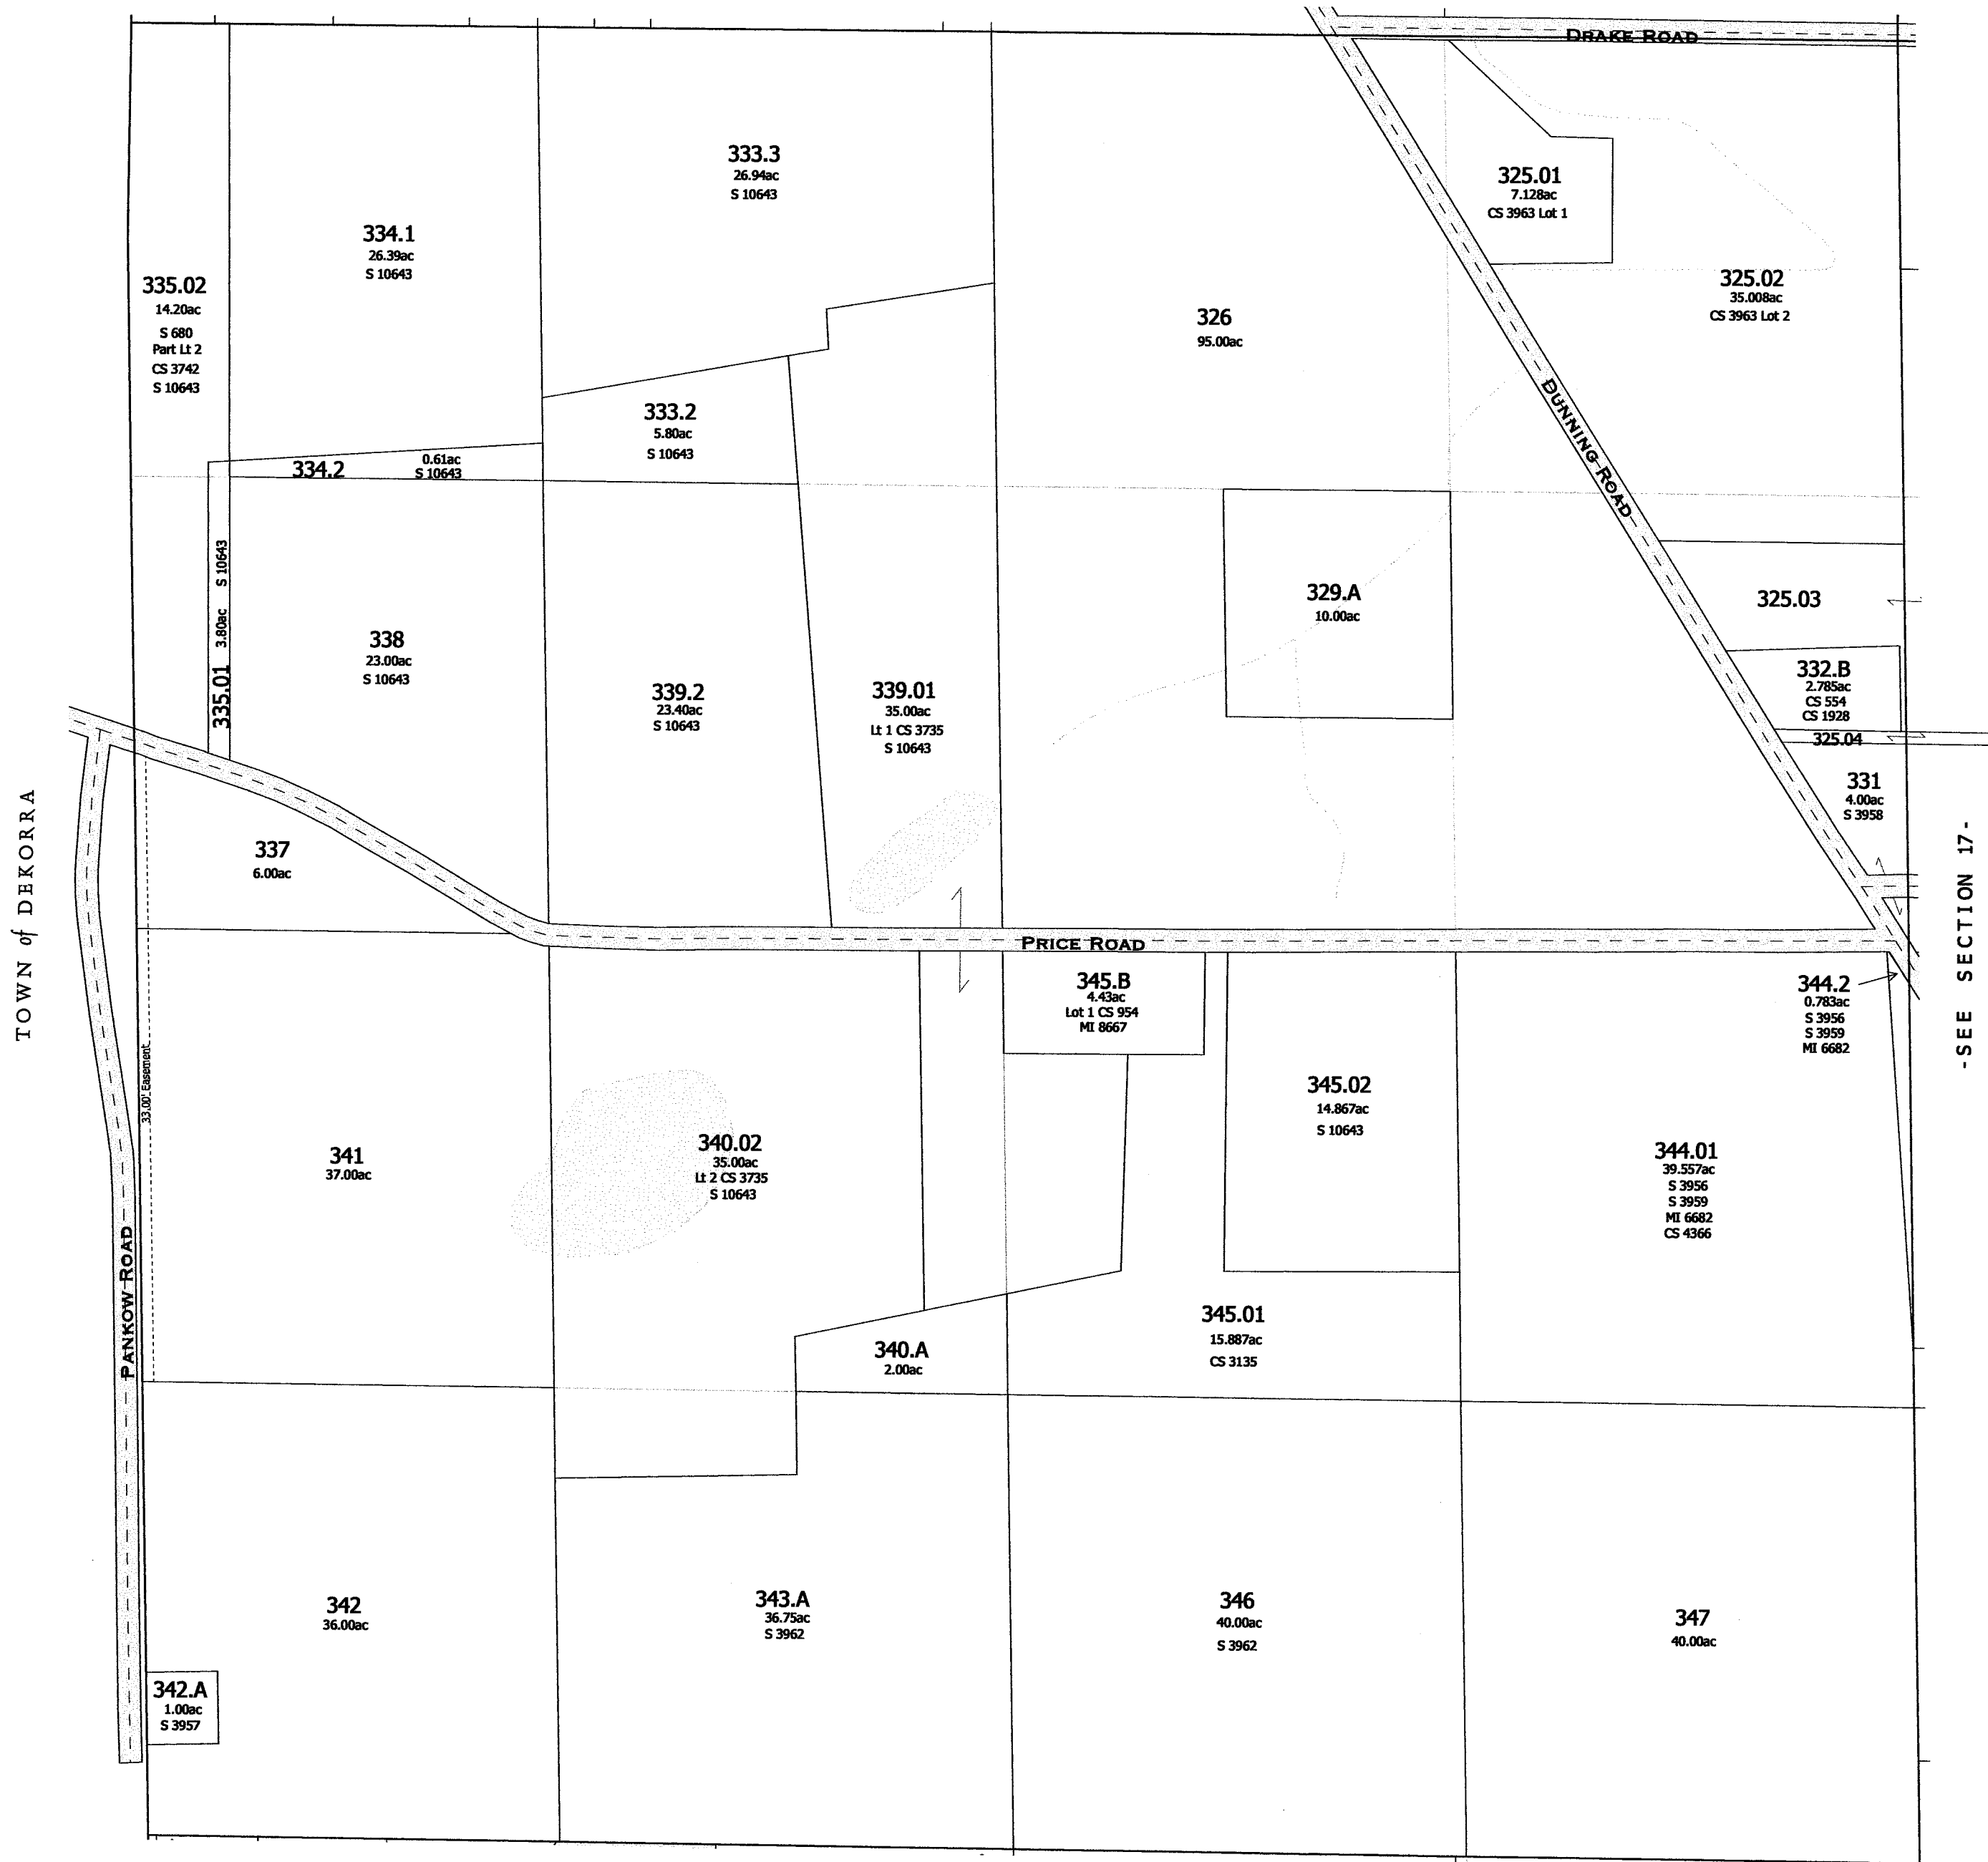 DRAKE ROAD
333.3
26.94ac
S 10643
325.01
7.128ac
CS 3963 Lot 1
334.1
26.39ac
S 10643
335.02
14.20ac
S 680
Part Lt 2
CS 3742
S 10643
325.02
35.008ac
CS 3963 Lot 2
326
95.00ac
DUNNING ROAD
333.2
5.80ac
S 10643
334.2
0.61ac
S 10643
335.01 3.80ac S 10643
338
23.00ac
S 10643
339.2
23.40ac
S 10643
339.01
35.00ac
Lt 1 CS 3735
S 10643
329.A
10.00ac
325.03
332.B
2.785ac
CS 554
CS 1928
325.04
331
4.00ac
S 3958
337
6.00ac
TOWN of DEKORRA
-SEE SECTION 17-
PRICE ROAD
345.B
4.43ac
Lot 1 CS 954
MI 8667
344.2
0.783ac
S 3956
S 3959
MI 6682
33.00' Easement
345.02
14.867ac
S 10643
341
37.00ac
340.02
35.00ac
Lt 2 CS 3735
S 10643
344.01
39.557ac
S 3956
S 3959
MI 6682
CS 4366
PANKOW ROAD
345.01
15.887ac
CS 3135
340.A
2.00ac
342
36.00ac
343.A
36.75ac
S 3962
346
40.00ac
S 3962
347
40.00ac
342.A
1.00ac
S 3957